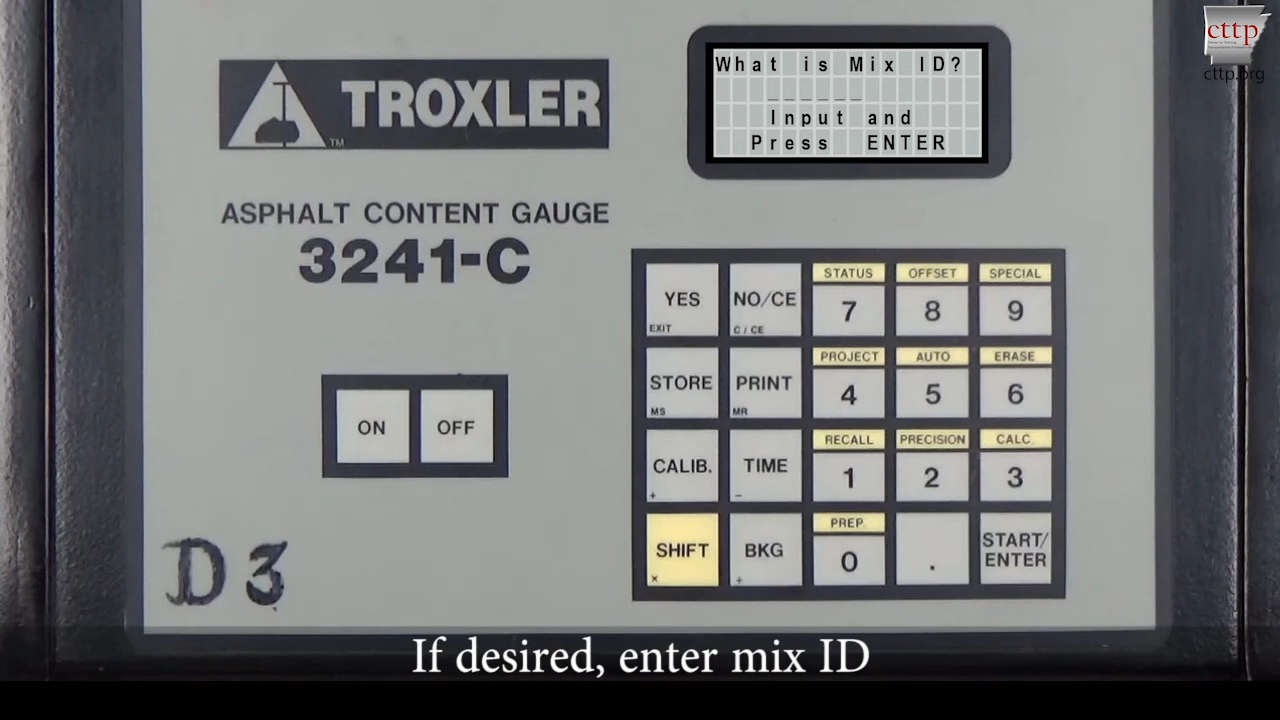 cttp
cttp.org
TROXLER™
ASPHALT CONTENT GAUGE
3241-C
What is Mix ID?
______
Input and
Press ENTER
ON OFF
YES
EXIT
NO/CE
C / CE
STATUS
7
OFFSET
8
SPECIAL
9
STORE
MS
PRINT
MR
PROJECT
4
AUTO
5
ERASE
6
CALIB.
+
TIME
−
RECALL
1
PRECISION
2
CALC.
3
SHIFT
×
BKG
÷
PREP.
0
.
START/
ENTER
D3
If desired, enter mix ID